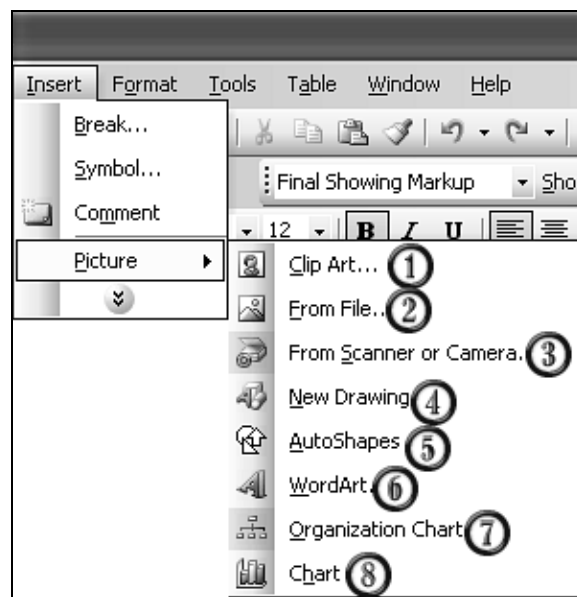 Insert Format Tools Table Window Help
Break...
Symbol...
Final Showing Markup Sho
Comment
12 B I U
Picture
Clip Art... 1
From File.. 2
From Scanner or Camera. 3
New Drawing 4
AutoShapes 5
WordArt. 6
Organization Chart 7
Chart 8